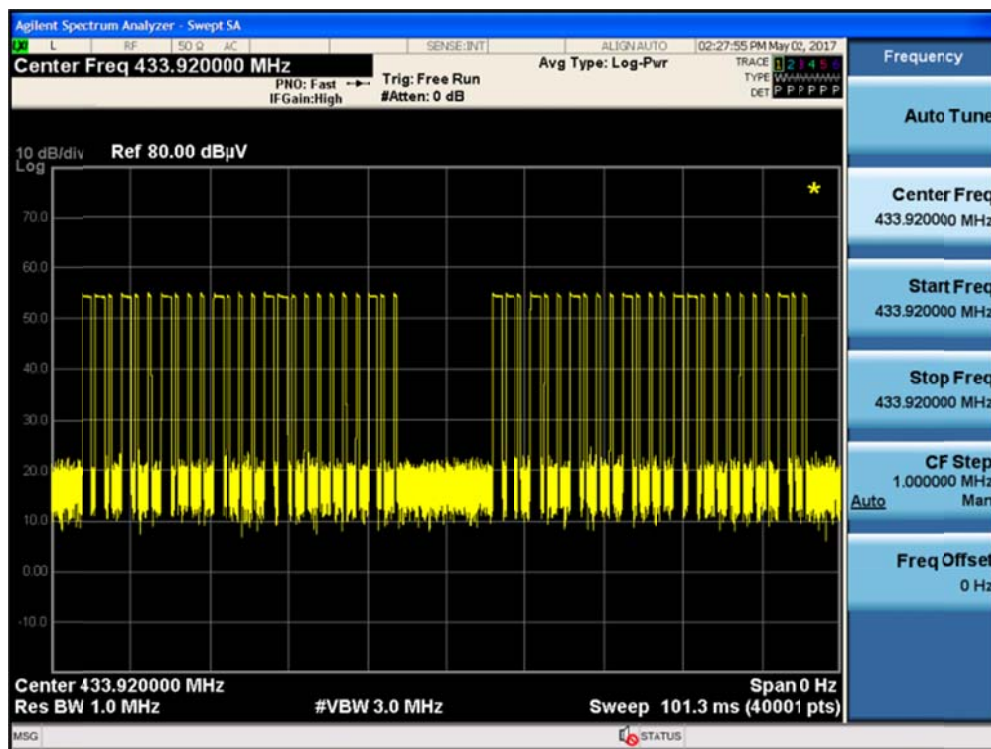 Agilent Spectrum Analyzer - Swept SA
L RF 50 Ω AC SENSE:INT ALIGN AUTO 02:27:55 PM May 02, 2017
Center Freq 433.920000 MHz
PNO: Fast
IFGain:High
Trig: Free Run
#Atten: 0 dB
Avg Type: Log-Pwr
TRACE 1 2 3 4 5 6
TYPE
DET P P P P P P
10 dB/div
Log
Ref 80.00 dBµV
70.0
60.0
50.0
40.0
30.0
20.0
10.0
0.00
-10.0
*
Center 433.920000 MHz
Span 0 Hz
Res BW 1.0 MHz
#VBW 3.0 MHz
Sweep 101.3 ms (40001 pts)
MSG
STATUS
Frequency
Auto Tune
Center Freq
433.920000 MHz
Start Freq
433.920000 MHz
Stop Freq
433.920000 MHz
CF Step
1.000000 MHz
Auto Man
Freq Offset
0 Hz